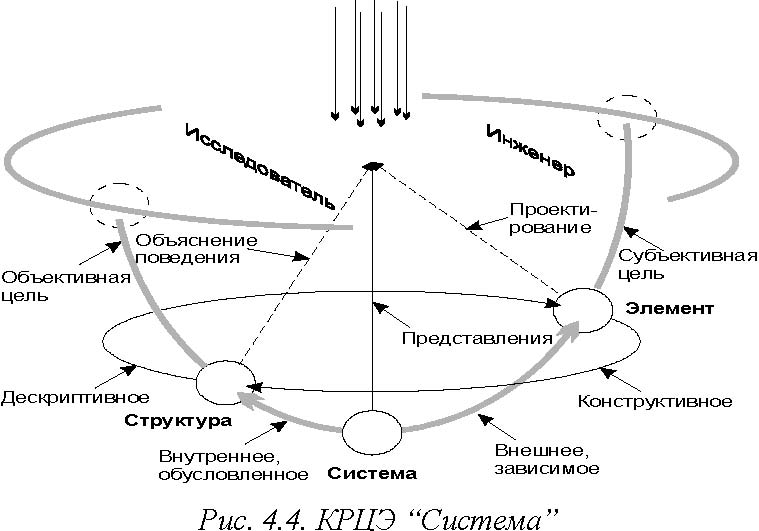 Исследователь
Инженер
Проекти-
рование
Объяснение
поведения
Объективная
цель
Субъективная
цель
Элемент
Представления
Дескриптивное
Структура
Конструктивное
Внутреннее,
обусловленное
Система
Внешнее,
зависимое
Рис. 4.4. КРЦЭ “Система”